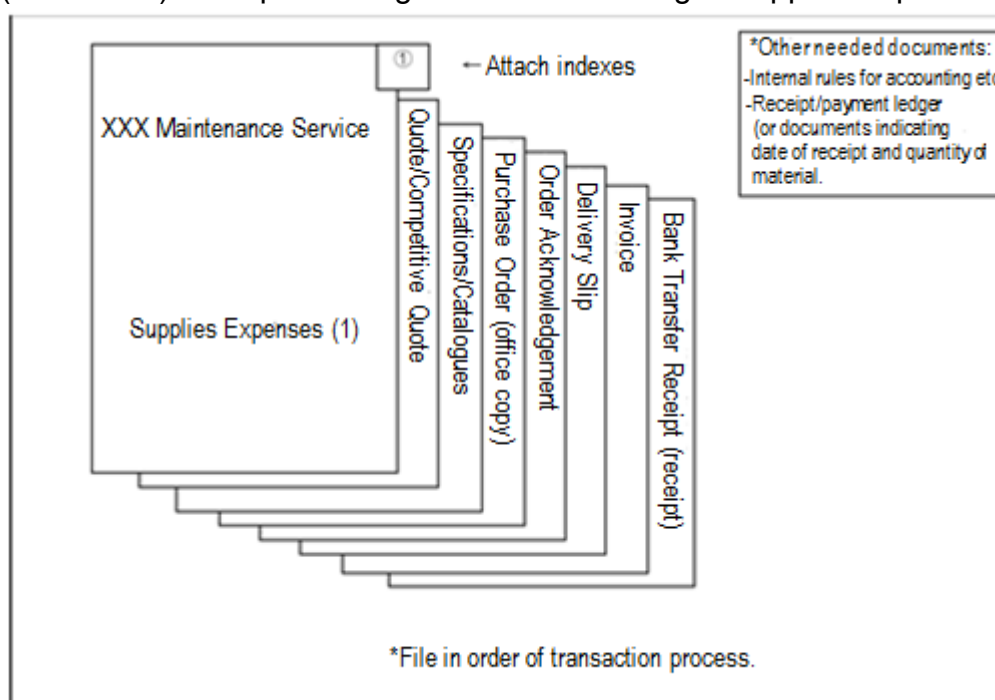 ①
← Attach indexes
XXX Maintenance Service
Supplies Expenses (1)
Quote/Competitive Quote
Specifications/Catalogues
Purchase Order (office copy)
Order Acknowledgement
Delivery Slip
Invoice
Bank Transfer Receipt (receipt)
*Other needed documents:
-Internal rules for accounting etc
-Receipt/payment ledger
(or documents indicating
date of receipt and quantity of
material.
*File in order of transaction process.